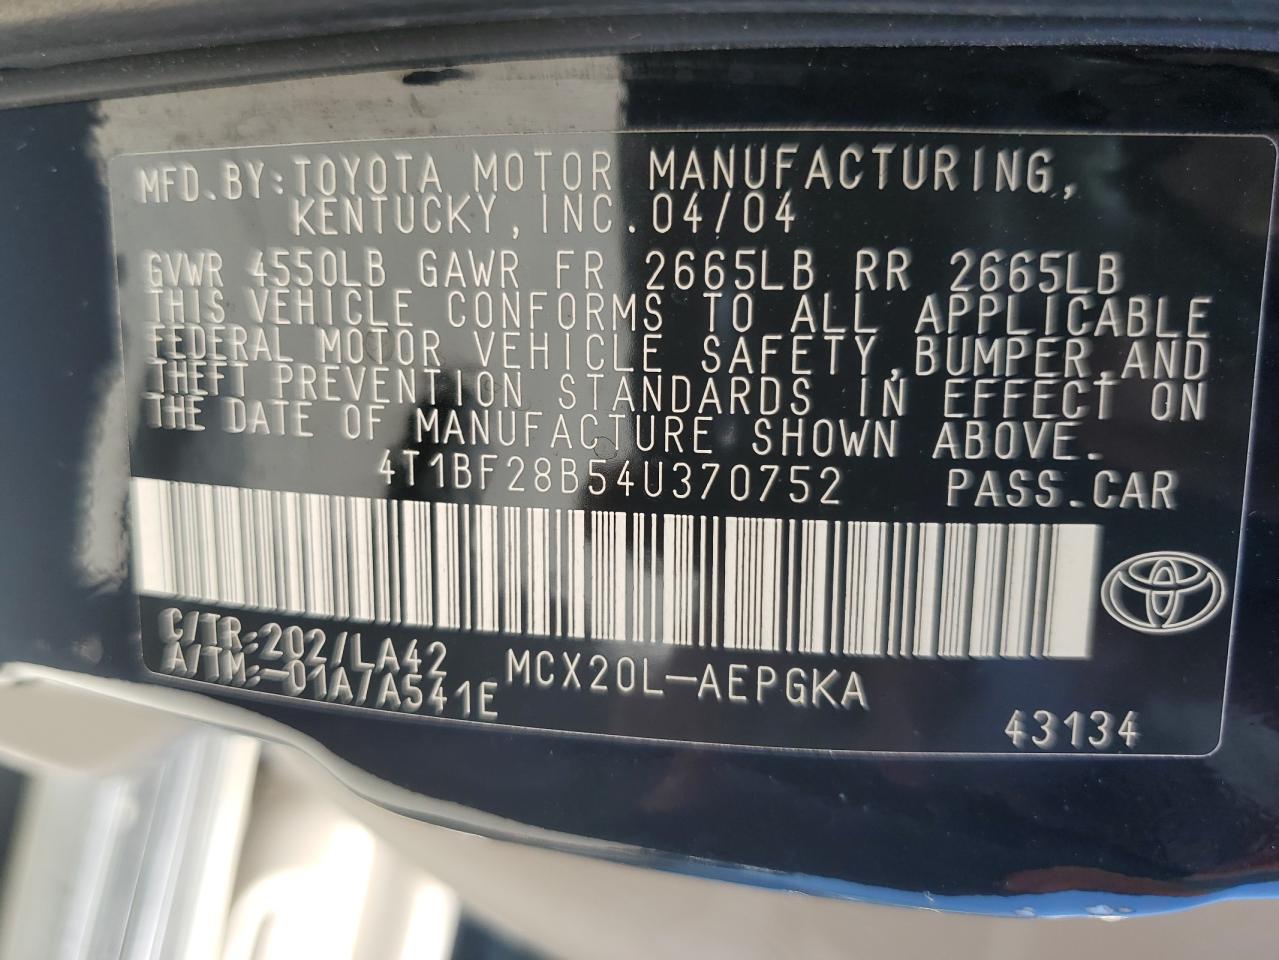 MFD.BY:TOYOTA MOTOR MANUFACTURING,
KENTUCKY,INC.04/04
GVWR 4550LB GAWR FR 2665LB RR 2665LB
THIS VEHICLE CONFORMS TO ALL APPLICABLE
FEDERAL MOTOR VEHICLE SAFETY,BUMPER,AND
THEFT PREVENTION STANDARDS IN EFFECT ON
THE DATE OF MANUFACTURE SHOWN ABOVE.
4T1BF28B54U370752 PASS.CAR
C/TR:202/LA42
A/TM:-01A/A541E MCX20L-AEPGKA
43134